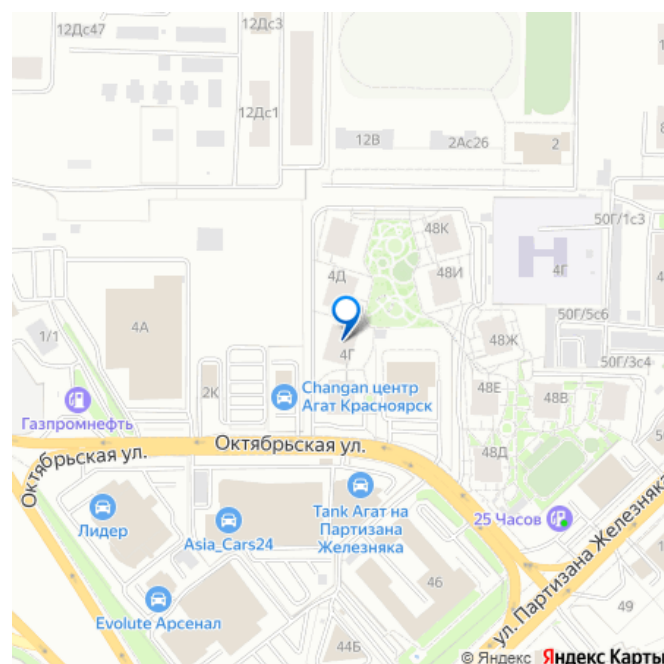 12Дс47
12Дс3
12Дс1
12В
2Ас26
2
48К
50Г/1с3
4Д
48И
4Г
4А
1/1
50Г/5с6
48Ж
4Г
50Г/3с4
2К
Changan центр
Агат Красноярск
48Е
48В
Газпромнефть
Октябрьская ул.
Октябрьская ул.
48Д
Tank Агат на
Партизана
Железняка
25 Часов
Лидер
Asia_Cars24
ул. Партизана Железняка
46
Evolute Арсенал
49
44Б
© Яндекс Яндекс Карты